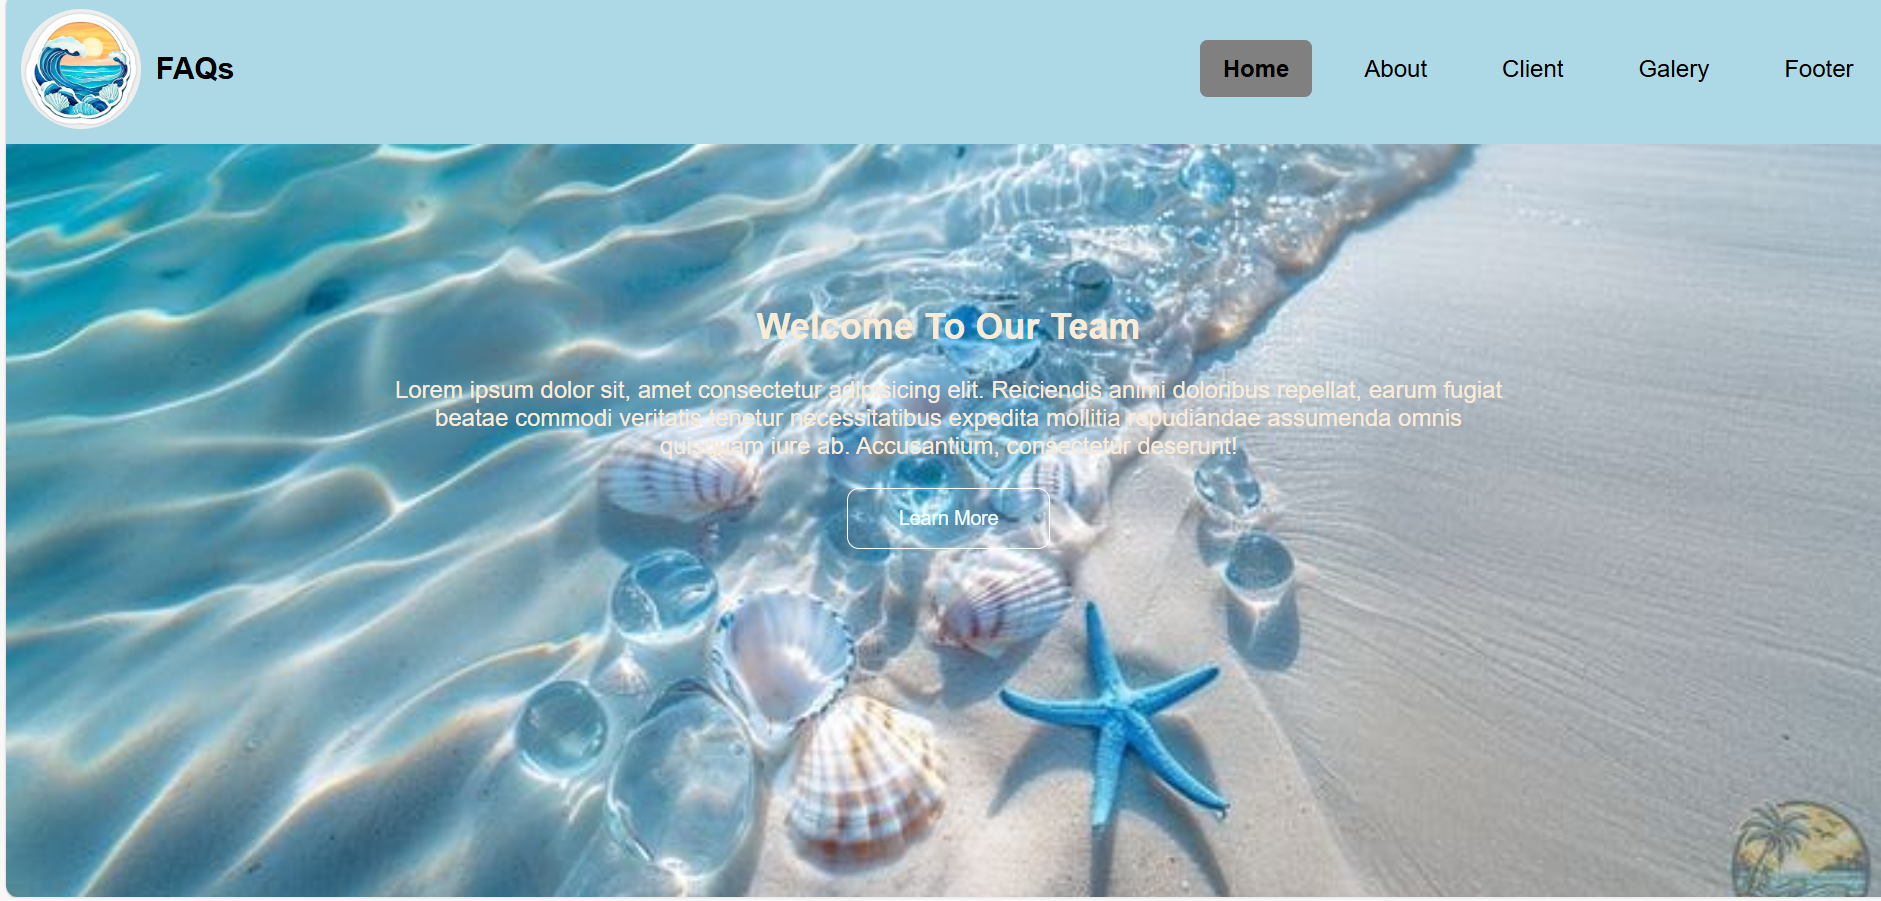 FAQs
Home
About
Client
Galery
Footer
Welcome To Our Team
Lorem ipsum dolor sit, amet consectetur adipisicing elit. Reiciendis animi doloribus repellat, earum fugiat
beatae commodi veritatis tenetur necessitatibus expedita mollitia repudiandae assumenda omnis
quisquam iure ab. Accusantium, consectetur deserunt!
Learn More